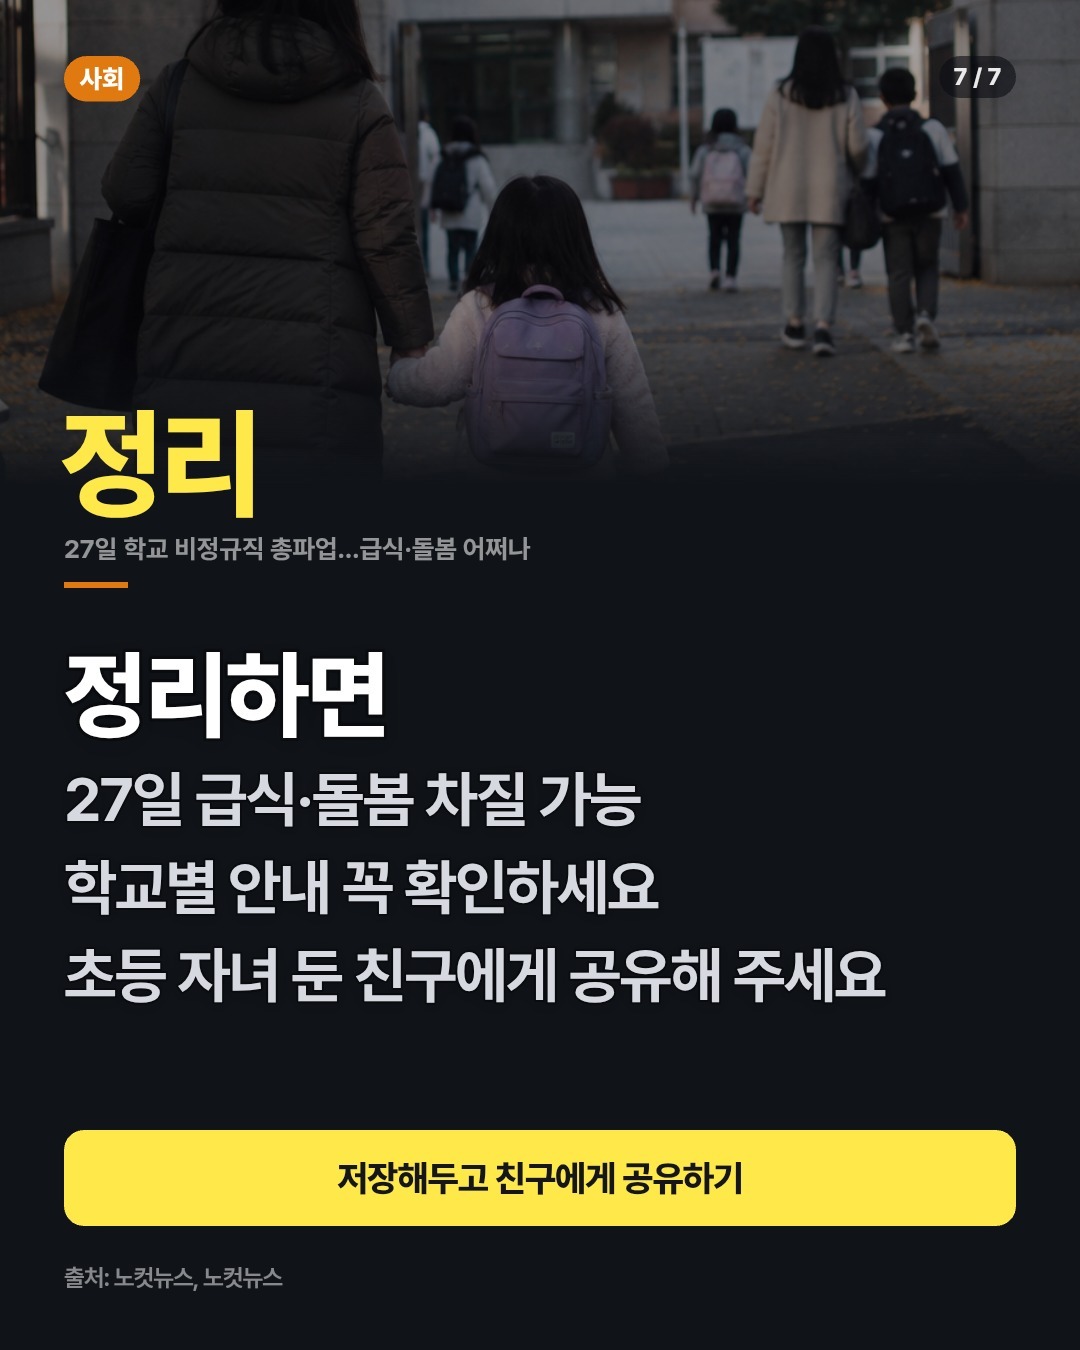 사회
7 / 7
정리
27일 학교 비정규직 총파업…급식·돌봄 어쩌나
정리하면
27일 급식·돌봄 차질 가능
학교별 안내 꼭 확인하세요
초등 자녀 둔 친구에게 공유해 주세요
저장해두고 친구에게 공유하기
출처: 노컷뉴스, 노컷뉴스